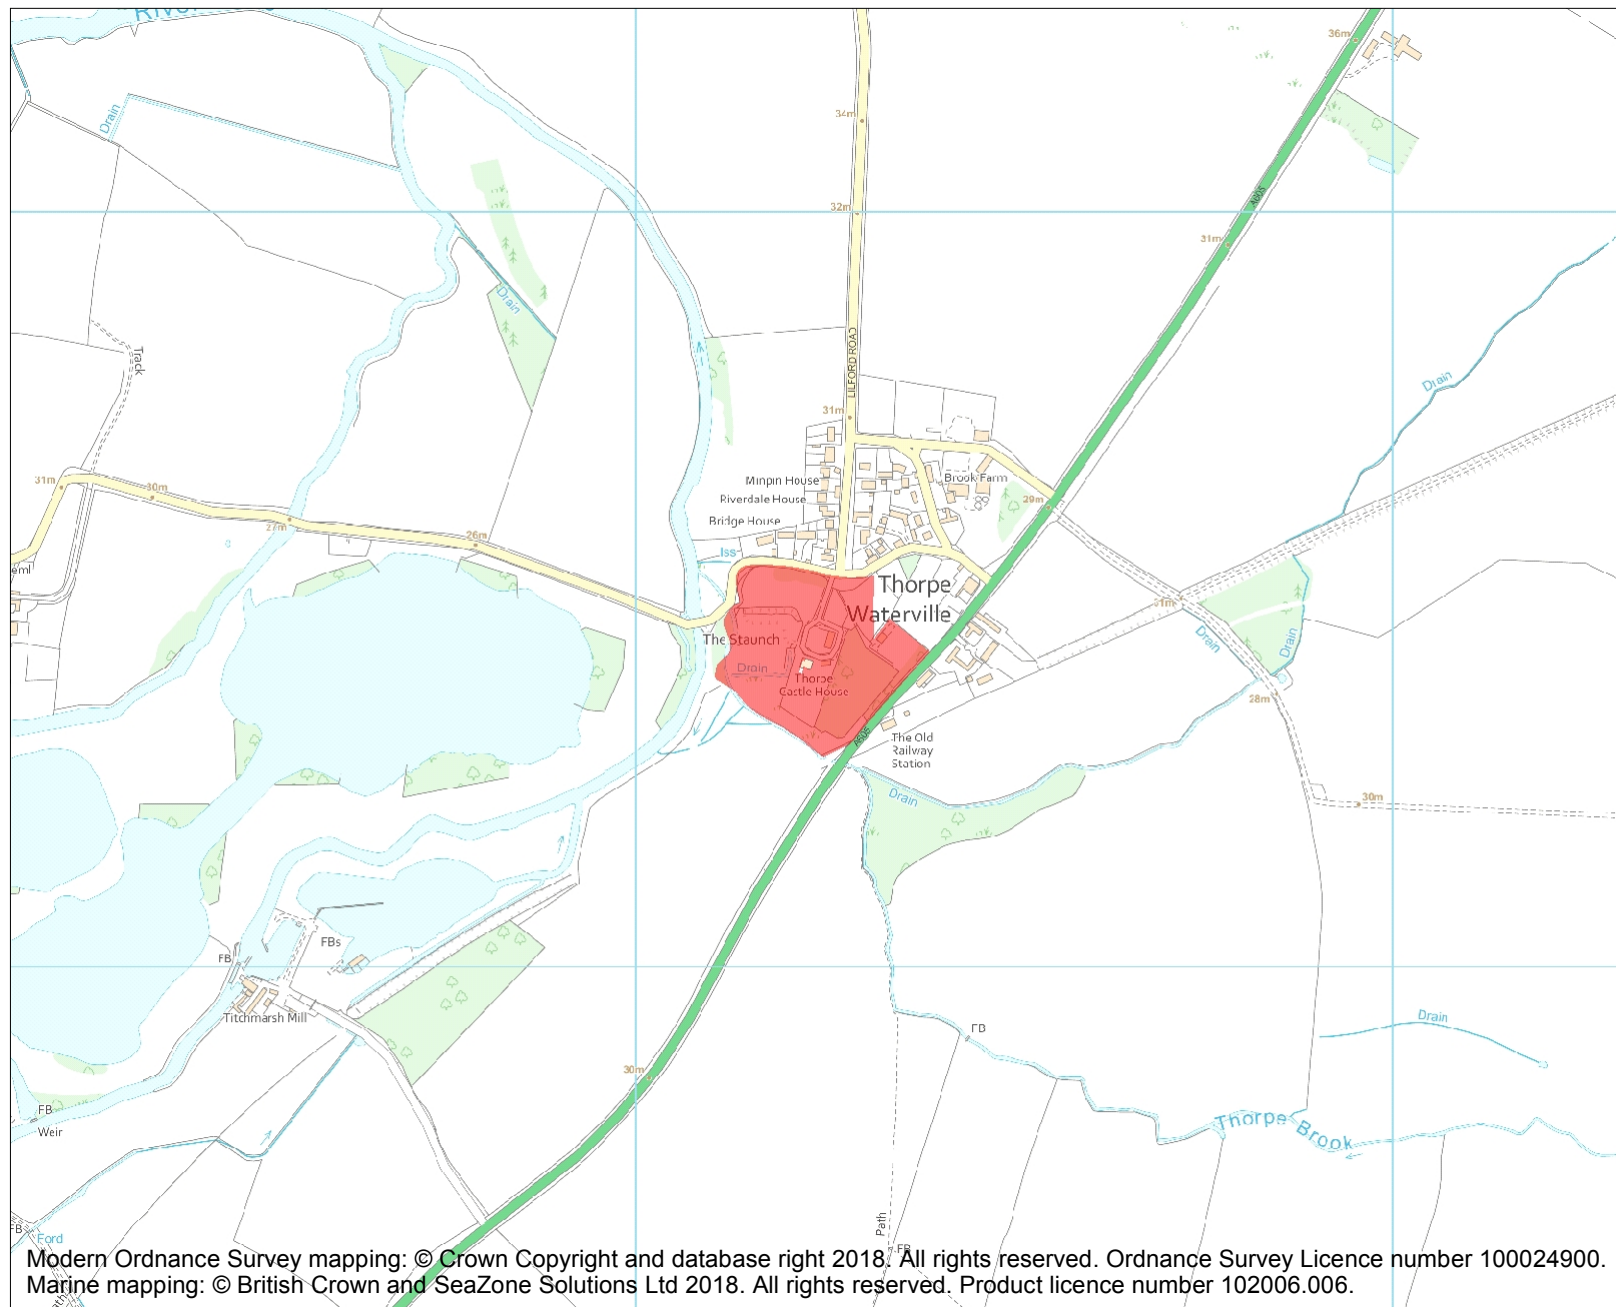 River
36m
Drain
34m
A605
32m
31m
Drain
Track
LILFORD ROAD
Drain
31m
31m
30m
Minpin House
Brook Farm
Riverdale House
29m
Bridge House
27m
26m
Iss
Thorpe
Waterville
31m
The Staunch
Drain
Drain
Drain
Thorpe
Castle House
28m
A605
The Old
Railway
Station
Drain
30m
FBs
FB
Titchmarsh Mill
Drain
FB
30m
FB
Weir
Thorpe Brook
Path
FB
FB
Ford
Modern Ordnance Survey mapping: © Crown Copyright and database right 2018. All rights reserved. Ordnance Survey Licence number 100024900.
Marine mapping: © British Crown and SeaZone Solutions Ltd 2018. All rights reserved. Product licence number 102006.006.